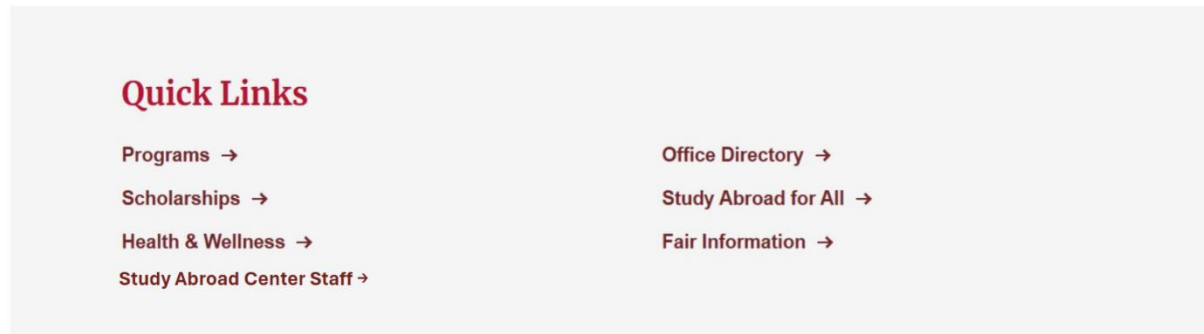 Quick Links
Programs →
Scholarships →
Health & Wellness →
Study Abroad Center Staff →
Office Directory →
Study Abroad for All →
Fair Information →